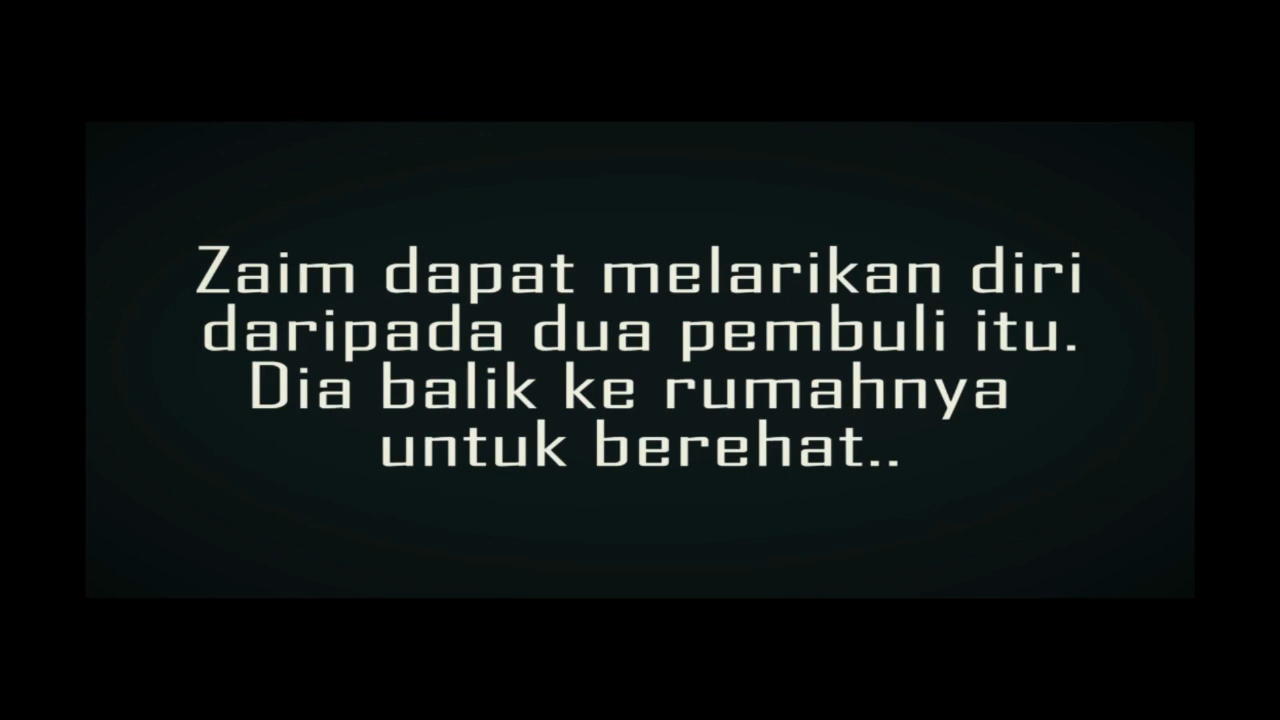 Zaim dapat melarikan diri
daripada dua pembuli itu.
Dia balik ke rumahnya
untuk berehat..